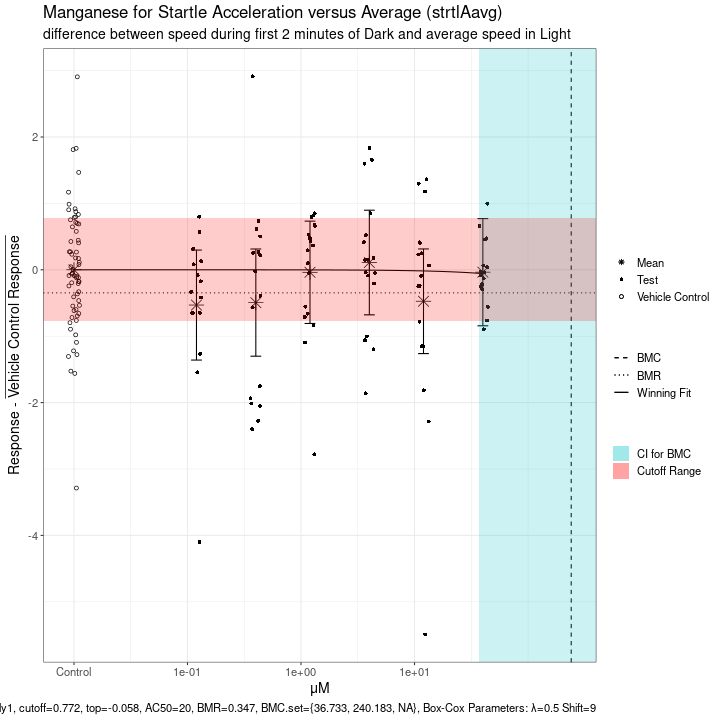 Manganese for Startle Acceleration versus Average (strtlAavg)
difference between speed during first 2 minutes of Dark and average speed in Light
Response - Vehicle Control Response
2
0
-2
-4
Control
1e-01
1e+00
1e+01
μM
Mean
Test
Vehicle Control
BMC
BMR
Winning Fit
CI for BMC
Cutoff Range
cutoff=0.772, top=-0.058, AC50=20, BMR=0.347, BMC.set={36.733, 240.183, NA}, Box-Cox Parameters: λ=0.5 Shift=9